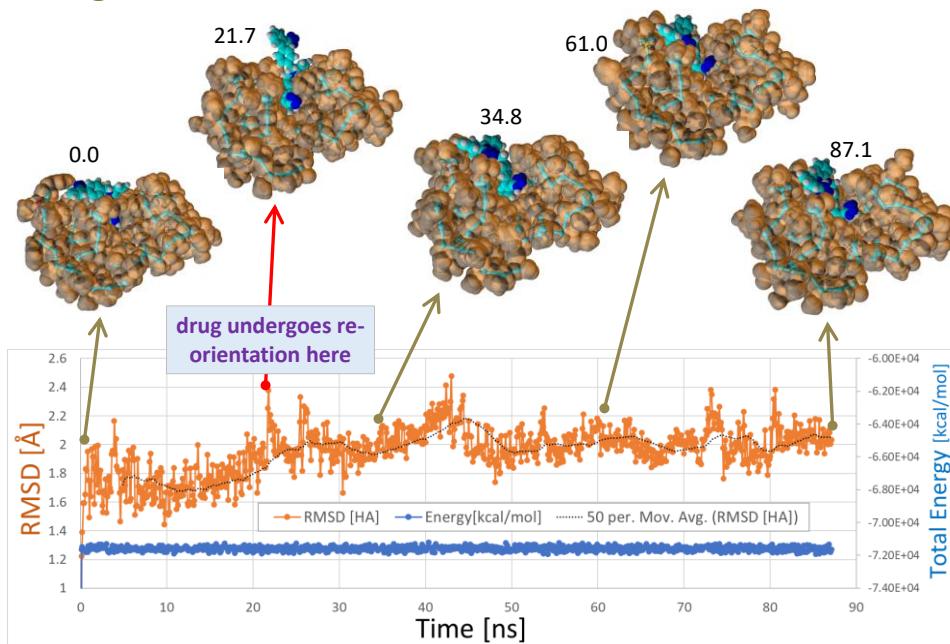 21.7
61.0
34.8
0.0
87.1
drug undergoes re-
orientation here
2.6
2.4
2.2
2
1.8
1.6
1.4
1.2
1
RMSD [Å]
-6.00E+04
-6.20E+04
-6.40E+04
-6.60E+04
-6.80E+04
-7.00E+04
-7.20E+04
-7.40E+04
Total Energy [kcal/mol]
RMSD [HA]
Energy[kcal/mol]
50 per. Mov. Avg. (RMSD [HA])
0 10 20 30 40 50 60 70 80 90
Time [ns]